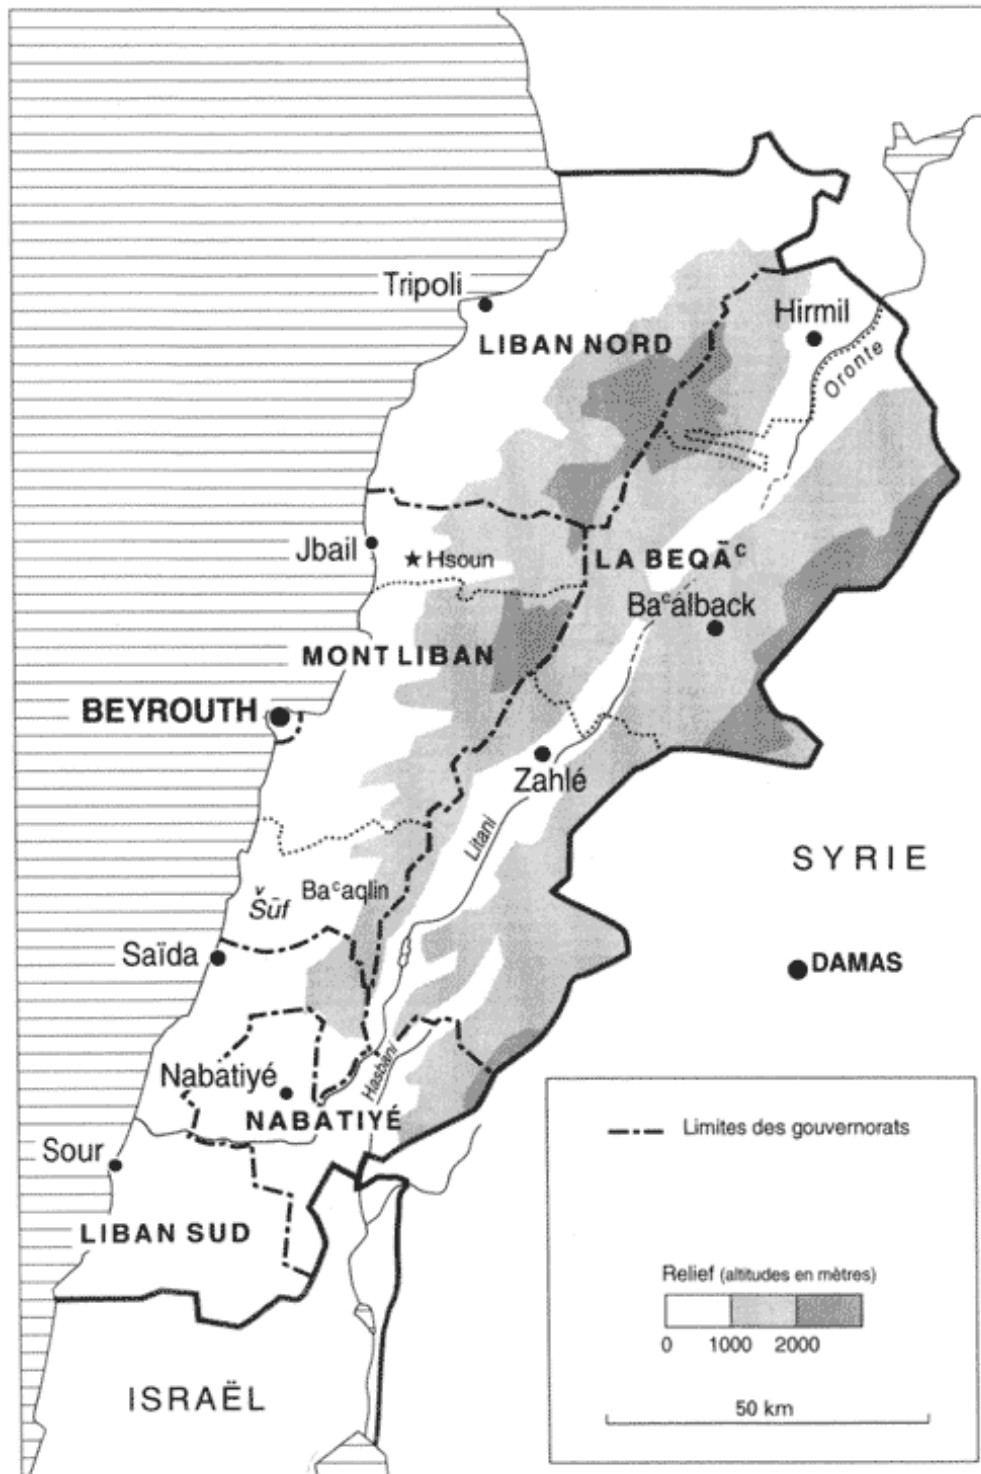 Tripoli
LIBAN NORD
Hirmil
Oronte
Jbail
★ Hsoun
LA BEQĀᶜ
Baᶜálback
MONT LIBAN
BEYROUTH
Zahlé
Litani
SYRIE
Baᶜaqlin
Šūf
Saïda
DAMAS
Hasbani
Nabatiyé
NABATIYÉ
Sour
LIBAN SUD
ISRAËL
Limites des gouvernorats
Relief (altitudes en mètres)
0 1000 2000
50 km